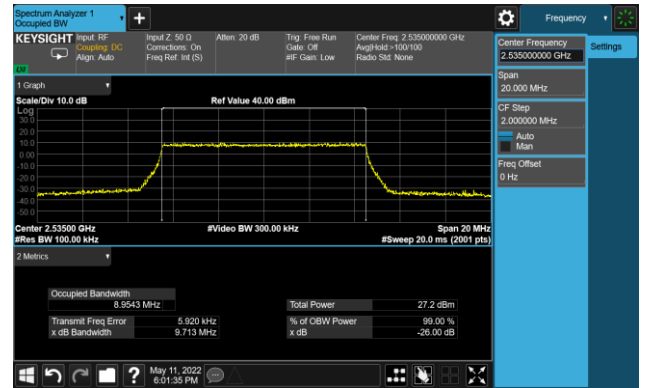 Spectrum Analyzer 1
Occupied BW
Frequency
KEYSIGHT
Input: RF
Coupling: DC
Align: Auto
Input Z: 50 Ω
Corrections: On
Freq Ref: Int (S)
Atten: 20 dB
Trig: Free Run
Gate: Off
#IF Gain: Low
Center Freq: 2.535000000 GHz
Avg|Hold:>100/100
Radio Std: None
LXI
Center Frequency
2.535000000 GHz
Settings
Span
20.000 MHz
CF Step
2.000000 MHz
Auto
Man
Freq Offset
0 Hz
1 Graph
Scale/Div 10.0 dB
Ref Value 40.00 dBm
Log
30.0
20.0
10.0
0.00
-10.0
-20.0
-30.0
-40.0
-50.0
Center 2.53500 GHz
#Video BW 300.00 kHz
Span 20 MHz
#Res BW 100.00 kHz
#Sweep 20.0 ms (2001 pts)
2 Metrics
Occupied Bandwidth
8.9543 MHz
Total Power 27.2 dBm
Transmit Freq Error 5.920 kHz
% of OBW Power 99.00 %
x dB Bandwidth 9.713 MHz
x dB -26.00 dB
May 11, 2022
6:01:35 PM